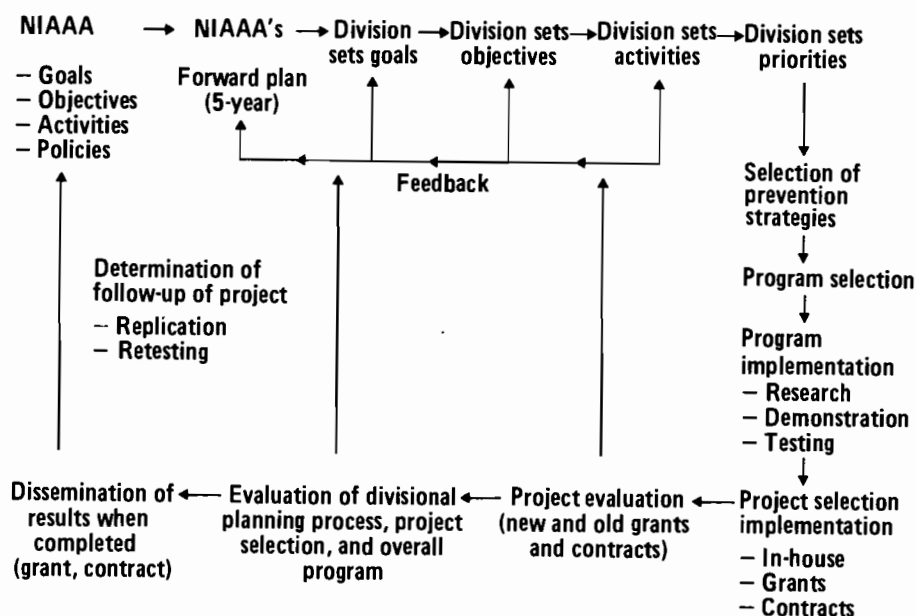 NIAAA
– Goals
– Objectives
– Activities
– Policies
NIAAA's
Forward plan
(5-year)
Division
sets goals
Division sets
objectives
Division sets
activities
Division sets
priorities
Feedback
Selection of
prevention
strategies
Program selection
Program
implementation
– Research
– Demonstration
– Testing
Project selection
implementation
– In-house
– Grants
– Contracts
Project evaluation
(new and old grants
and contracts)
Evaluation of divisional
planning process, project
selection, and overall
program
Dissemination of
results when
completed
(grant, contract)
Determination of
follow-up of project
– Replication
– Retesting